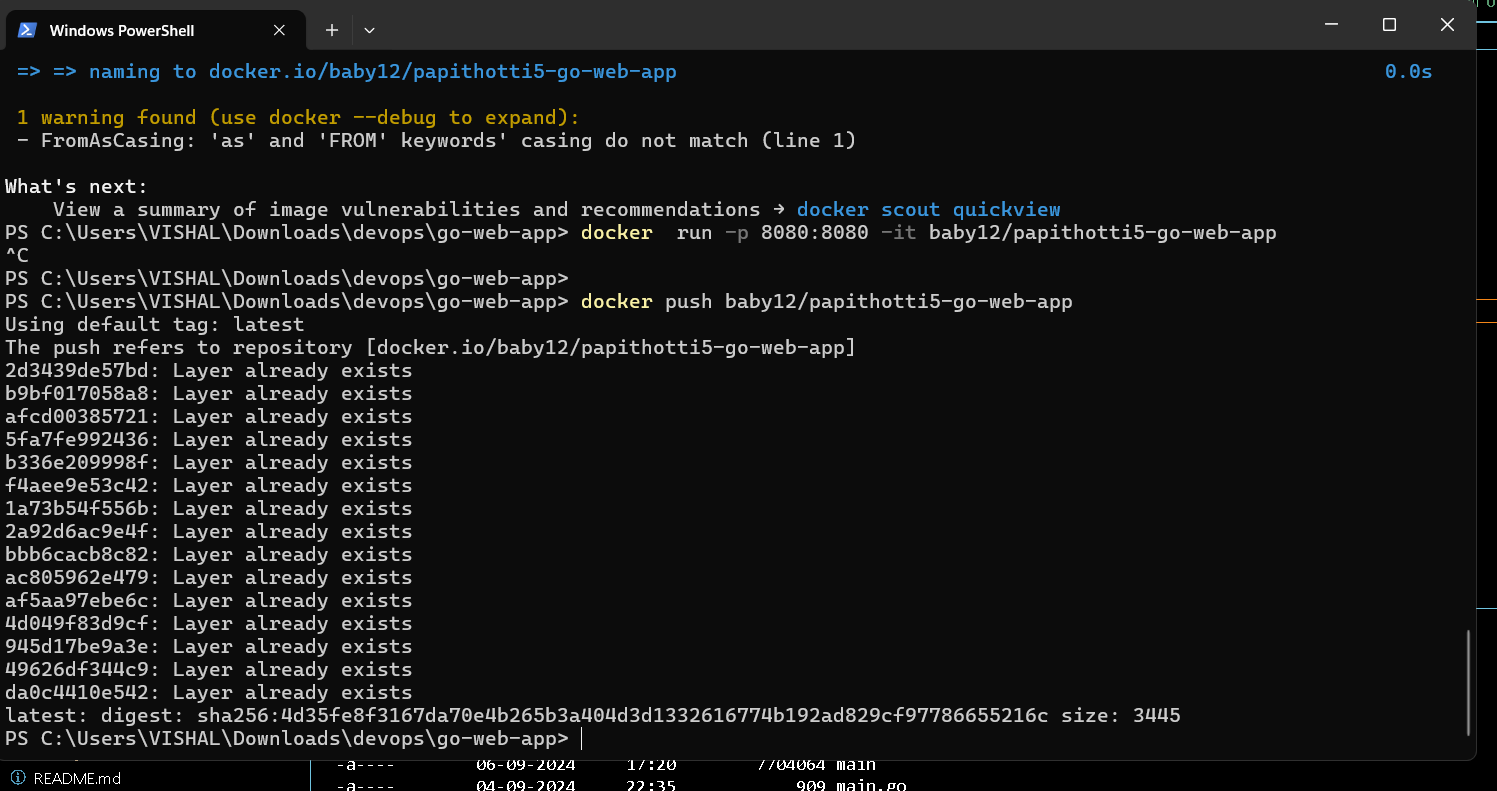 Windows PowerShell
=> => naming to docker.io/baby12/papithotti5-go-web-app 0.0s
1 warning found (use docker --debug to expand):
- FromAsCasing: 'as' and 'FROM' keywords' casing do not match (line 1)
What's next:
View a summary of image vulnerabilities and recommendations → docker scout quickview
PS C:\Users\VISHAL\Downloads\devops\go-web-app> docker  run -p 8080:8080 -it baby12/papithotti5-go-web-app
^C
PS C:\Users\VISHAL\Downloads\devops\go-web-app>
PS C:\Users\VISHAL\Downloads\devops\go-web-app> docker push baby12/papithotti5-go-web-app
Using default tag: latest
The push refers to repository [docker.io/baby12/papithotti5-go-web-app]
2d3439de57bd: Layer already exists
b9bf017058a8: Layer already exists
afcd00385721: Layer already exists
5fa7fe992436: Layer already exists
b336e209998f: Layer already exists
f4aee9e53c42: Layer already exists
1a73b54f556b: Layer already exists
2a92d6ac9e4f: Layer already exists
bbb6cacb8c82: Layer already exists
ac805962e479: Layer already exists
af5aa97ebe6c: Layer already exists
4d049f83d9cf: Layer already exists
945d17be9a3e: Layer already exists
49626df344c9: Layer already exists
da0c4410e542: Layer already exists
latest: digest: sha256:4d35fe8f3167da70e4b265b3a404d3d1332616774b192ad829cf97786655216c size: 3445
PS C:\Users\VISHAL\Downloads\devops\go-web-app>
-a---- 06-09-2024 17:20 7704064 main
README.md
-a---- 04-09-2024 22:35 909 main.go